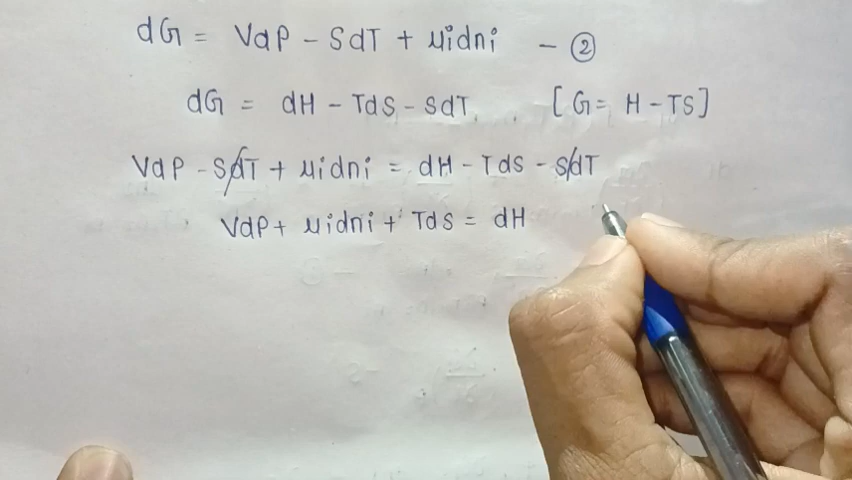 dG = VdP - SdT + μidni - ②
dG = dH - TdS - SdT [G = H - TS]
VdP - SdT + μidni = dH - TdS - SdT
VdP + μidni + TdS = dH